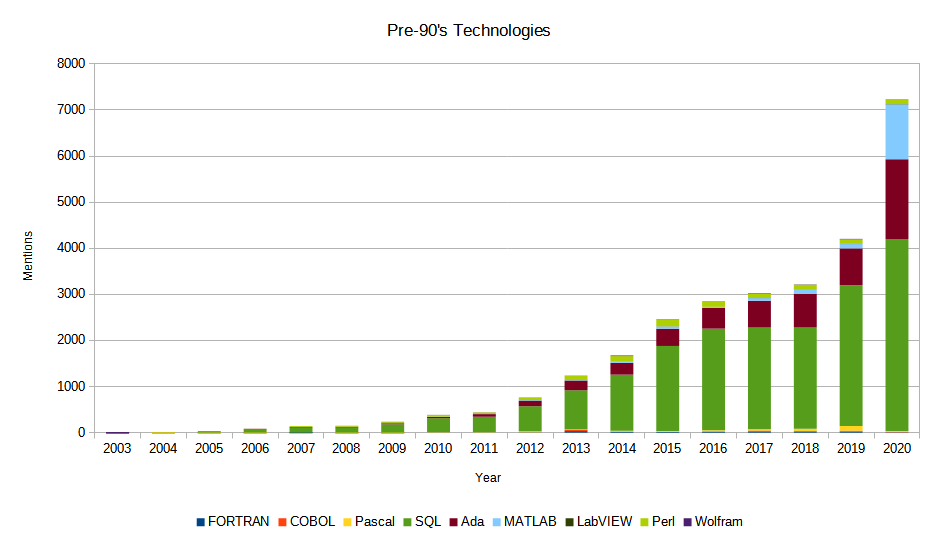 Pre-90's Technologies
8000
7000
6000
5000
4000
3000
2000
1000
0
Mentions
2003 2004 2005 2006 2007 2008 2009 2010 2011 2012 2013 2014 2015 2016 2017 2018 2019 2020
Year
FORTRAN COBOL Pascal SQL Ada MATLAB LabVIEW Perl Wolfram